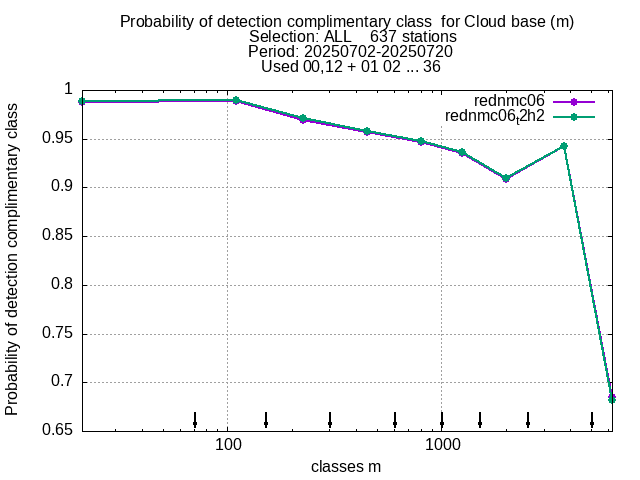 Probability of detection complimentary class  for Cloud base (m)
Selection: ALL    637 stations
Period: 20250702-20250720
Used 00,12 + 01 02 ... 36
rednmc06
rednmc06t2h2
Probability of detection complimentary class
1
0.95
0.9
0.85
0.8
0.75
0.7
0.65
100
1000
classes m